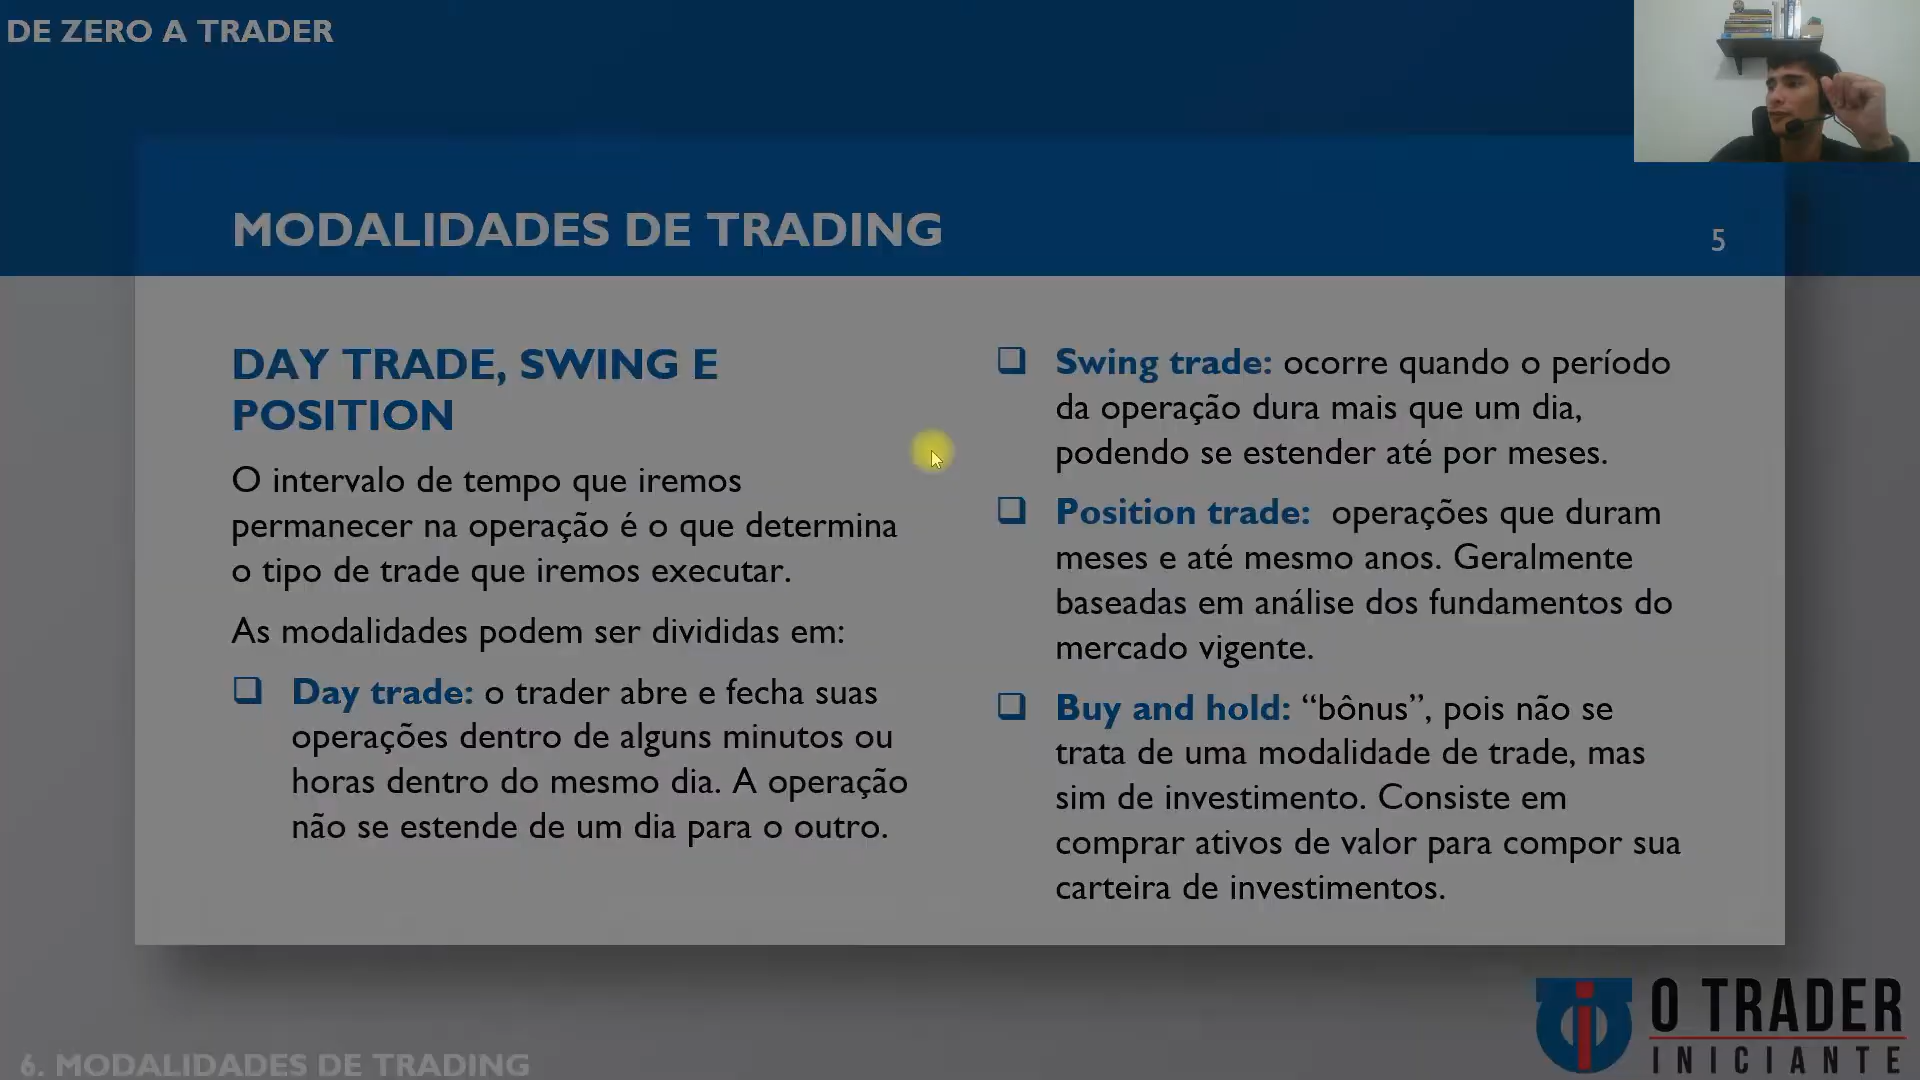 DE ZERO A TRADER
MODALIDADES DE TRADING
5
DAY TRADE, SWING E
POSITION
O intervalo de tempo que iremos
permanecer na operação é o que determina
o tipo de trade que iremos executar.
As modalidades podem ser divididas em:
Day trade: o trader abre e fecha suas
operações dentro de alguns minutos ou
horas dentro do mesmo dia. A operação
não se estende de um dia para o outro.
Swing trade: ocorre quando o período
da operação dura mais que um dia,
podendo se estender até por meses.
Position trade: operações que duram
meses e até mesmo anos. Geralmente
baseadas em análise dos fundamentos do
mercado vigente.
Buy and hold: “bônus”, pois não se
trata de uma modalidade de trade, mas
sim de investimento. Consiste em
comprar ativos de valor para compor sua
carteira de investimentos.
6. MODALIDADES DE TRADING
O TRADER
INICIANTE